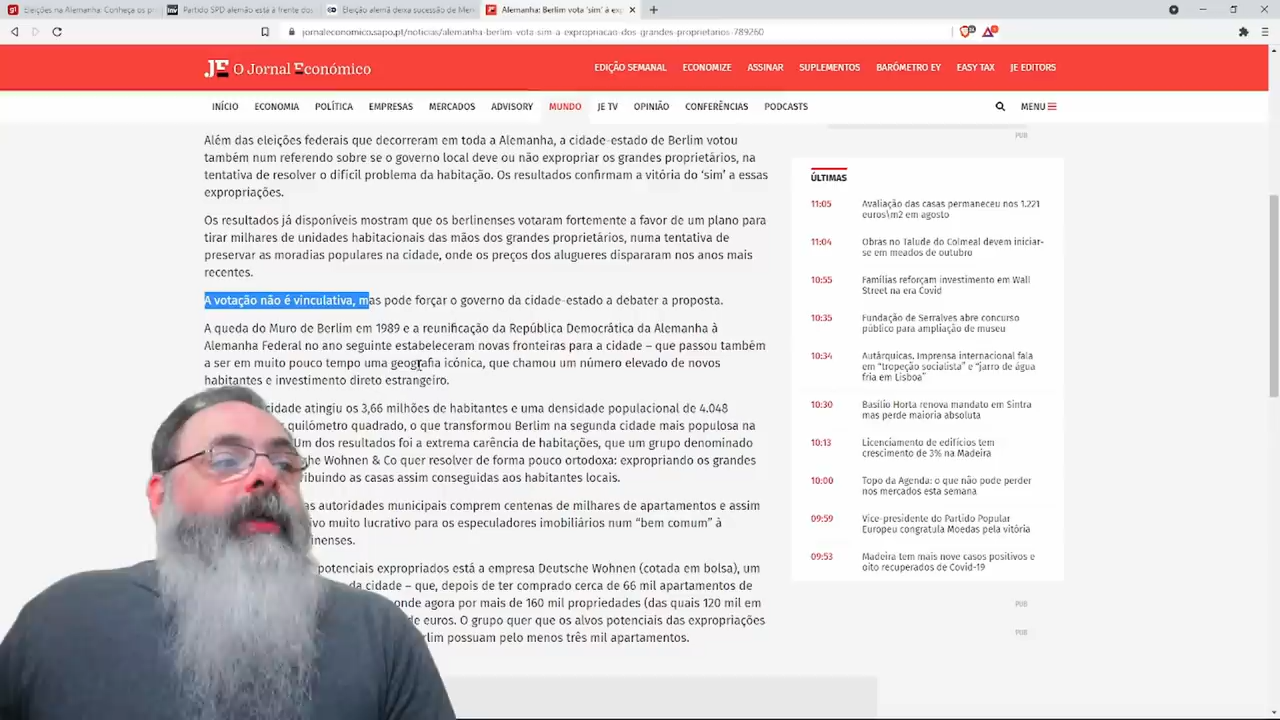 Eleições na Alemanha: Conheça os p
Partido SPD alemão está à frente dos
Eleição alemã deixa sucessão de Me
Alemanha: Berlim vota 'sim' à ex
jornaleconomico.sapo.pt/noticias/alemanha-berlim-vota-sim-a-expropriacao-dos-grandes-proprietarios-789260
JE O Jornal Económico
EDIÇÃO SEMANAL ECONOMIZE ASSINAR SUPLEMENTOS BARÓMETRO EY EASY TAX JE EDITORS
INÍCIO ECONOMIA POLÍTICA EMPRESAS MERCADOS ADVISORY MUNDO JE TV OPINIÃO CONFERÊNCIAS PODCASTS MENU
Além das eleições federais que decorreram em toda a Alemanha, a cidade-estado de Berlim votou
também num referendo sobre se o governo local deve ou não expropriar os grandes proprietários, na
tentativa de resolver o difícil problema da habitação. Os resultados confirmam a vitória do 'sim' a essas
expropriações.
Os resultados já disponíveis mostram que os berlinenses votaram fortemente a favor de um plano para
tirar milhares de unidades habitacionais das mãos dos grandes proprietários, numa tentativa de
preservar as moradias populares na cidade, onde os preços dos alugueres dispararam nos anos mais
recentes.
A votação não é vinculativa, mas pode forçar o governo da cidade-estado a debater a proposta.
A queda do Muro de Berlim em 1989 e a reunificação da República Democrática da Alemanha à
Alemanha Federal no ano seguinte estabeleceram novas fronteiras para a cidade – que passou também
a ser em muito pouco tempo uma geografia icónica, que chamou um número elevado de novos
habitantes e investimento direto estrangeiro.
cidade atingiu os 3,66 milhões de habitantes e uma densidade populacional de 4.048
quilómetro quadrado, o que transformou Berlim na segunda cidade mais populosa na
Um dos resultados foi a extrema carência de habitações, que um grupo denominado
che Wohnen & Co quer resolver de forma pouco ortodoxa: expropriando os grandes
ribuindo as casas assim conseguidas aos habitantes locais.
as autoridades municipais comprem centenas de milhares de apartamentos e assim
ivo muito lucrativo para os especuladores imobiliários num "bem comum" à
inenses.
potenciais expropriados está a empresa Deutsche Wohnen (cotada em bolsa), um
da cidade – que, depois de ter comprado cerca de 66 mil apartamentos de
onde agora por mais de 160 mil propriedades (das quais 120 mil em
de euros. O grupo quer que os alvos potenciais das expropriações
erlim possuam pelo menos três mil apartamentos.
PUB
ÚLTIMAS
11:05 Avaliação das casas permaneceu nos 1.221
euros\m2 em agosto
11:04 Obras no Talude do Colmeal devem iniciar-
se em meados de outubro
10:55 Famílias reforçam investimento em Wall
Street na era Covid
10:35 Fundação de Serralves abre concurso
público para ampliação de museu
10:34 Autárquicas. Imprensa internacional fala
em "tropeção socialista" e "jarro de água
fria em Lisboa"
10:30 Basílio Horta renova mandato em Sintra
mas perde maioria absoluta
10:13 Licenciamento de edifícios tem
crescimento de 3% na Madeira
10:00 Topo da Agenda: o que não pode perder
nos mercados esta semana
09:59 Vice-presidente do Partido Popular
Europeu congratula Moedas pela vitória
09:53 Madeira tem mais nove casos positivos e
oito recuperados de Covid-19
PUB
PUB